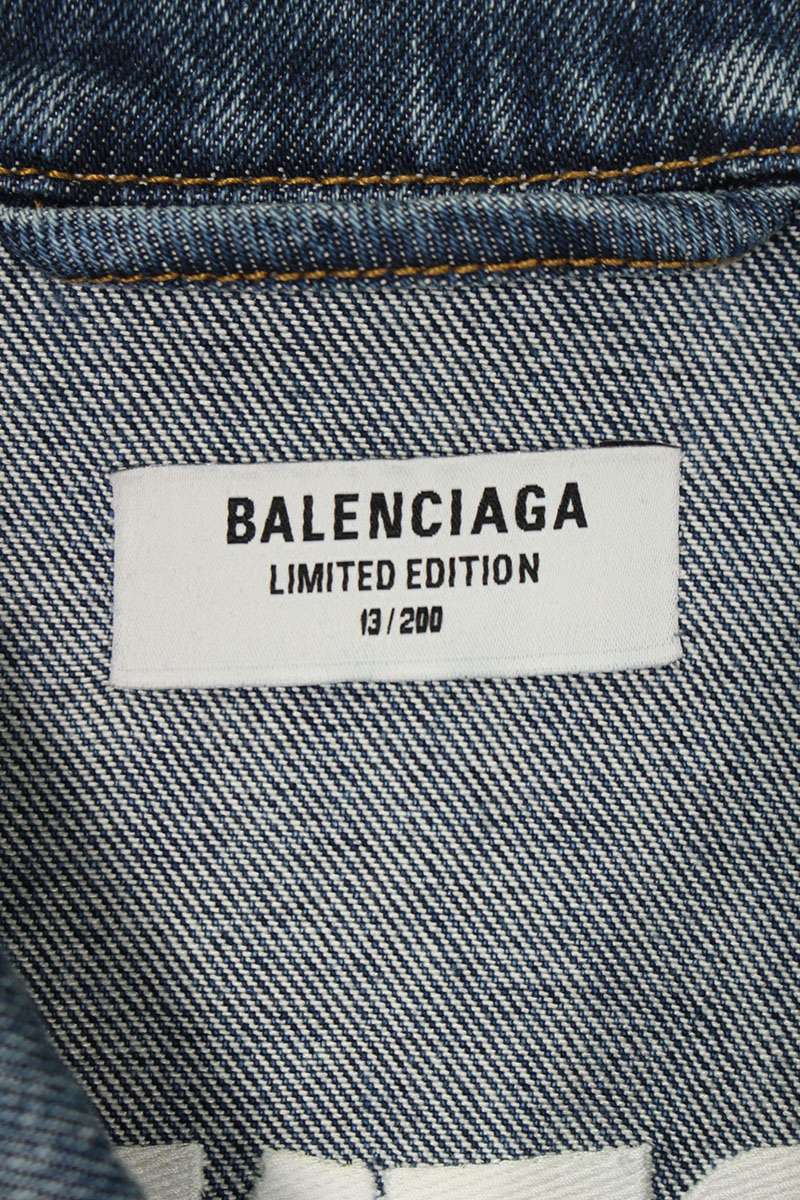 BALENCIAGA
LIMITED EDITION
13/200